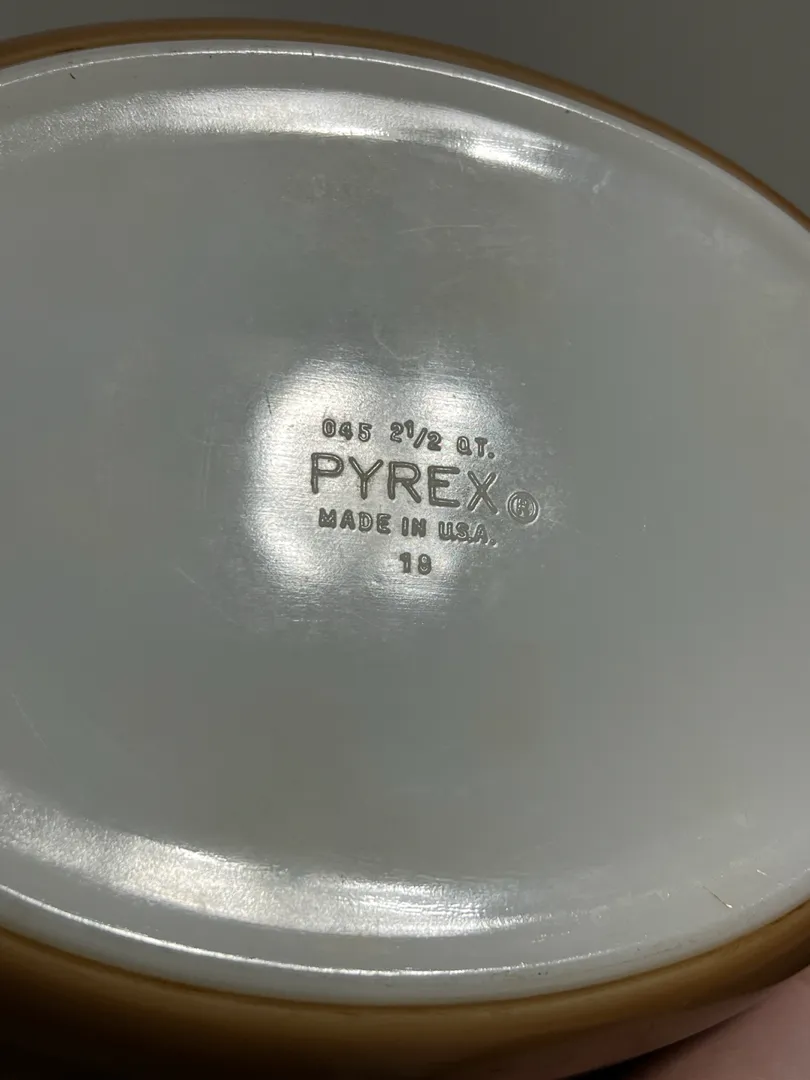 045 2 1/2 QT.
PYREX ®
MADE IN U.S.A.
18